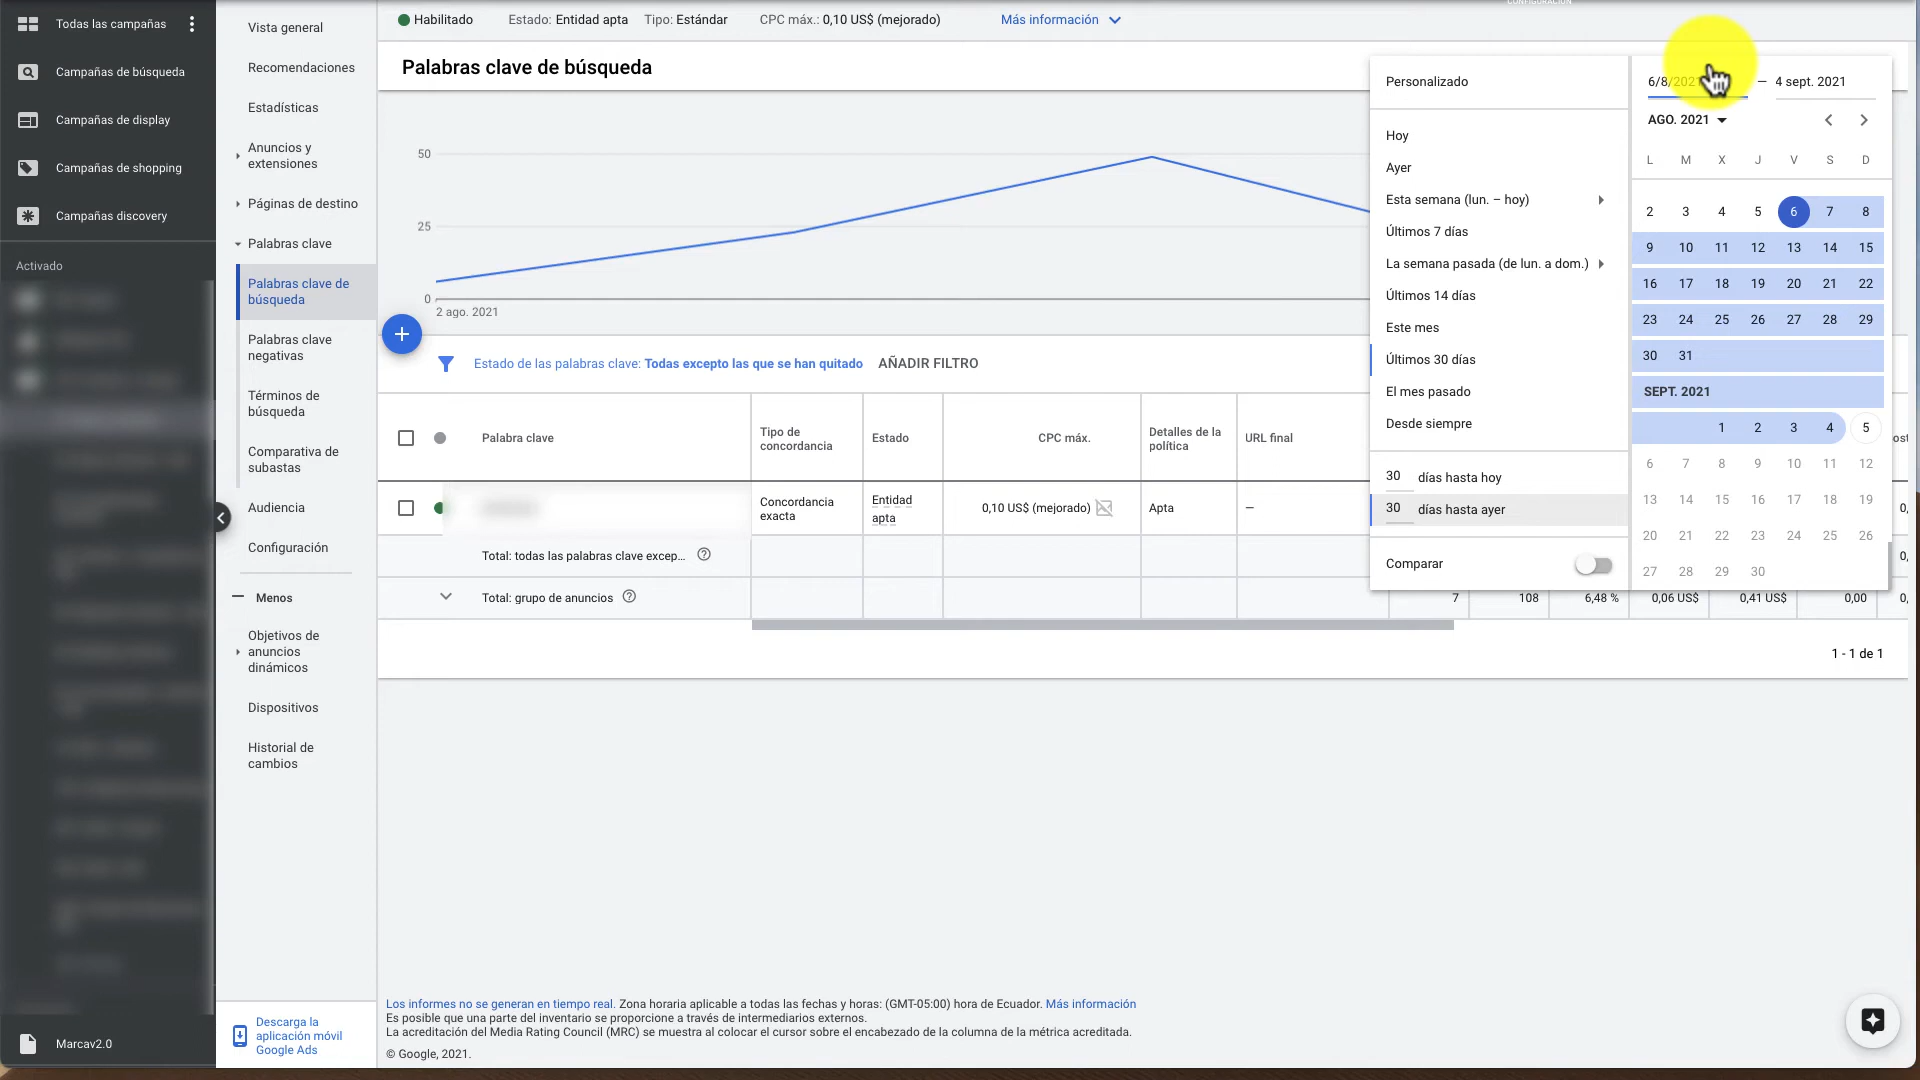 Todas las campañas
Campañas de búsqueda
Campañas de display
Campañas de shopping
Campañas discovery
Activado
Marcav2.0
Vista general
Recomendaciones
Estadísticas
Anuncios y
extensiones
Páginas de destino
Palabras clave
Palabras clave de
búsqueda
Palabras clave
negativas
Términos de
búsqueda
Comparativa de
subastas
Audiencia
Configuración
Menos
Objetivos de
anuncios
dinámicos
Dispositivos
Historial de
cambios
Descarga la
aplicación móvil
Google Ads
CONFIGURACIÓN
Habilitado Estado: Entidad apta Tipo: Estándar CPC máx.: 0,10 US$ (mejorado) Más información
Palabras clave de búsqueda
50
25
0
2 ago. 2021
Estado de las palabras clave: Todas excepto las que se han quitado AÑADIR FILTRO
Palabra clave
Tipo de
concordancia
Estado
CPC máx.
Detalles de la
política
URL final
Concordancia
exacta
Entidad
apta
0,10 US$ (mejorado)
Apta
—
Total: todas las palabras clave excep...
Total: grupo de anuncios 7 108 6,48 % 0,06 US$ 0,41 US$ 0,00 0,
1 - 1 de 1
Personalizado
Hoy
Ayer
Esta semana (lun. – hoy)
Últimos 7 días
La semana pasada (de lun. a dom.)
Últimos 14 días
Este mes
Últimos 30 días
El mes pasado
Desde siempre
30 días hasta hoy
30 días hasta ayer
Comparar
6/8/2021 — 4 sept. 2021
AGO. 2021
L M X J V S D
2 3 4 5 6 7 8
9 10 11 12 13 14 15
16 17 18 19 20 21 22
23 24 25 26 27 28 29
30 31
SEPT. 2021
1 2 3 4 5
6 7 8 9 10 11 12
13 14 15 16 17 18 19
20 21 22 23 24 25 26
27 28 29 30
Los informes no se generan en tiempo real. Zona horaria aplicable a todas las fechas y horas: (GMT-05:00) hora de Ecuador. Más información
Es posible que una parte del inventario se proporcione a través de intermediarios externos.
La acreditación del Media Rating Council (MRC) se muestra al colocar el cursor sobre el encabezado de la columna de la métrica acreditada.
© Google, 2021.